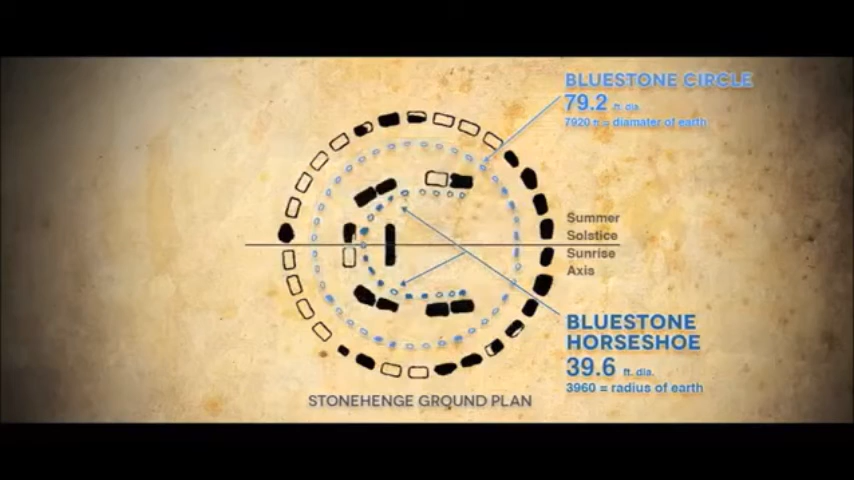 BLUESTONE CIRCLE
79.2 ft. dia.
7920 ft = diamater of earth
Summer
Solstice
Sunrise
Axis
BLUESTONE
HORSESHOE
39.6 ft. dia.
3960 = radius of earth
STONEHENGE GROUND PLAN